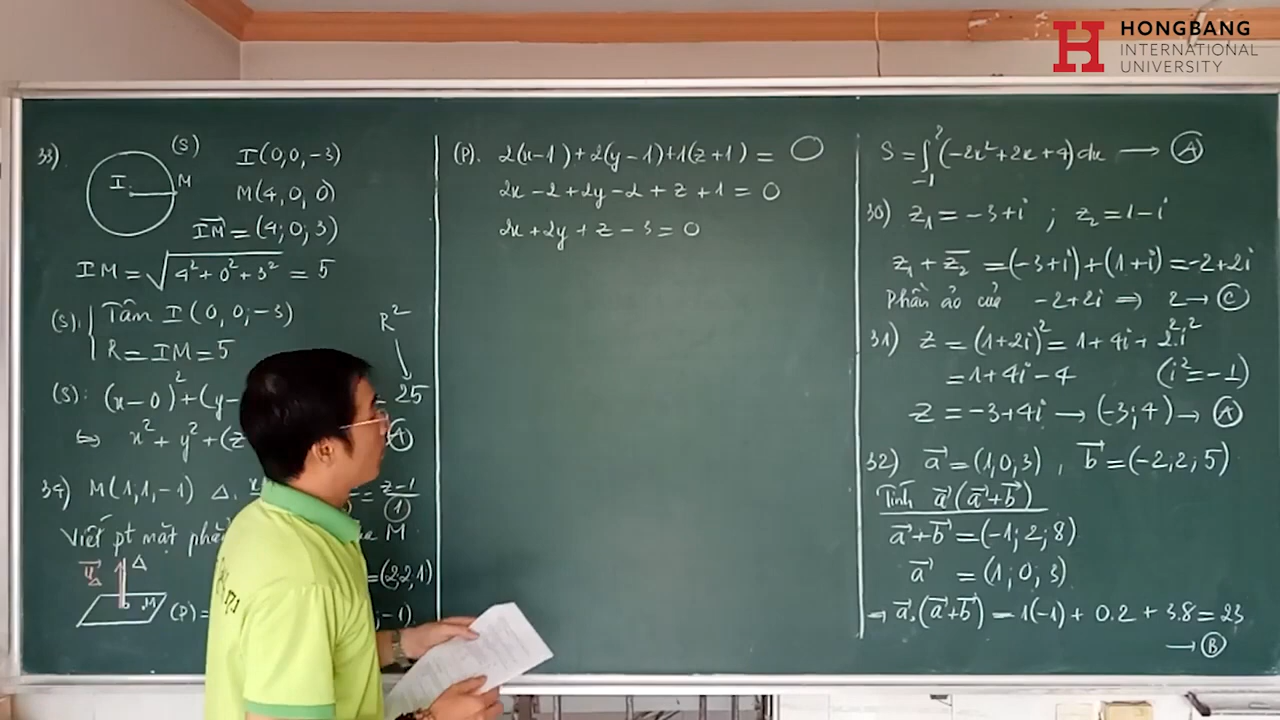 HONGBANG
INTERNATIONAL
UNIVERSITY
33)
(S)
I
M
I(0,0,-3)
M(4,0,0)
IM⃗ = (4;0,3)
IM = √(4² + 0² + 3²) = 5
(S):
Tâm I(0,0;-3)
R = IM = 5
R²
(S): (x-0)² + (y- = 25
⇔ x² + y² + (z A
34) M(1,1,-1) Δ: = z-1/1
Viết pt mặt M
u⃗Δ Δ = (2,2,1)
M (P) ;-1)
(P). 2(x-1) + 2(y-1) + 1(z+1) = 0
2x - 2 + 2y - 2 + z + 1 = 0
2x + 2y + z - 3 = 0
S = ∫₋₁² (-2x² + 2x + 4) dx → A
30) z₁ = -3+i ; z₂ = 1-i
z₁ + z̅₂ = (-3+i) + (1+i) = -2+2i
Phần ảo của -2+2i ⇒ 2 → C
31) z = (1+2i)² = 1 + 4i + 2²i²
= 1 + 4i - 4 (i² = -1)
z = -3+4i → (-3;4) → A
32) a⃗ = (1,0,3), b⃗ = (-2,2,5)
Tính a⃗(a⃗+b⃗)
a⃗+b⃗ = (-1;2;8)
a⃗ = (1;0,3)
⇒ a⃗.(a⃗+b⃗) = 1(-1) + 0.2 + 3.8 = 23
→ B